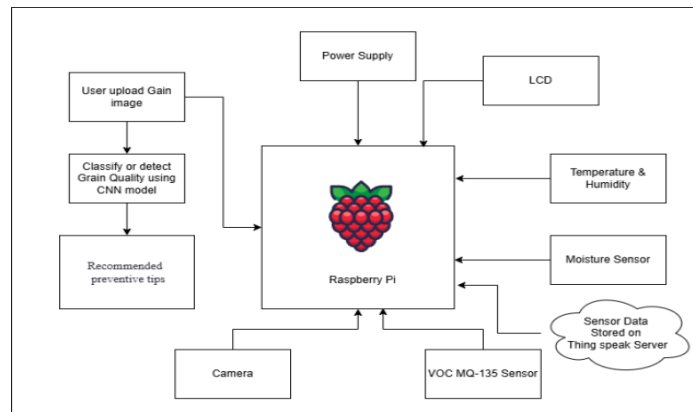 Power Supply
LCD
User upload Gain
image
Classify or detect
Grain Quality using
CNN model
Temperature &
Humidity
Recommended
preventive tips
Raspberry Pi
Moisture Sensor
Sensor Data
Stored on
Thing speak Server
Camera
VOC MQ-135 Sensor